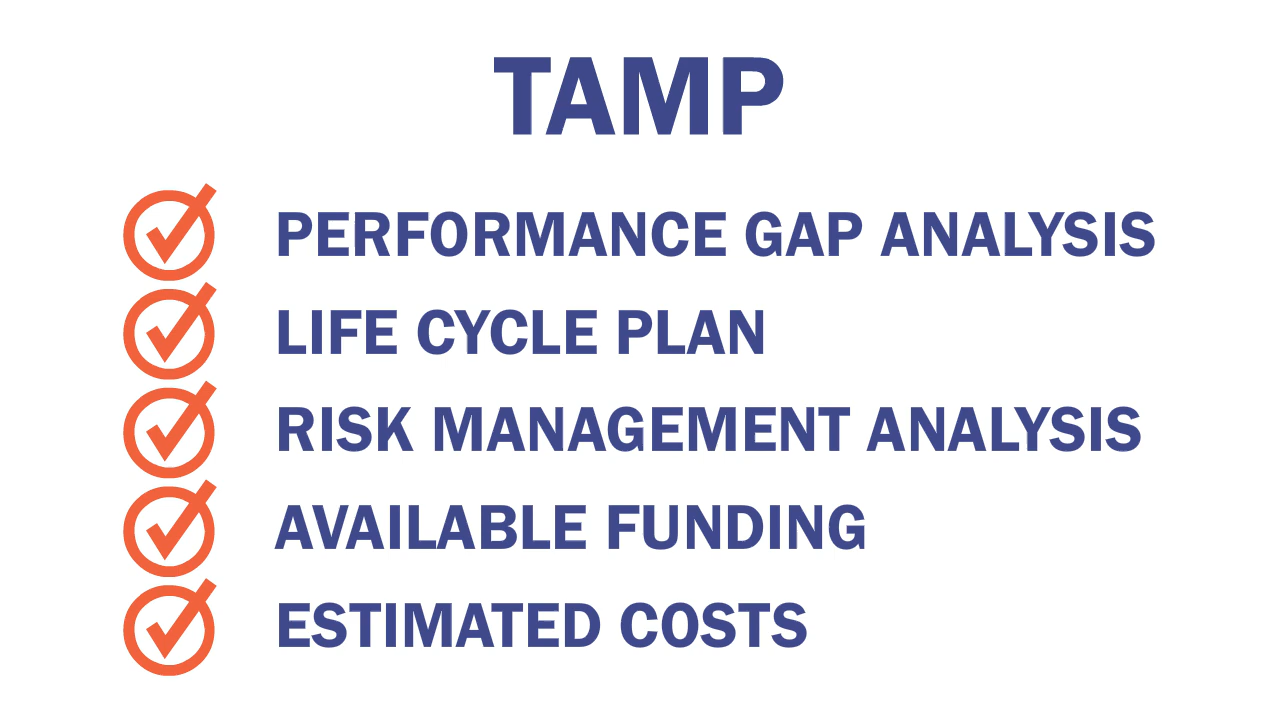 TAMP
PERFORMANCE GAP ANALYSIS
LIFE CYCLE PLAN
RISK MANAGEMENT ANALYSIS
AVAILABLE FUNDING
ESTIMATED COSTS